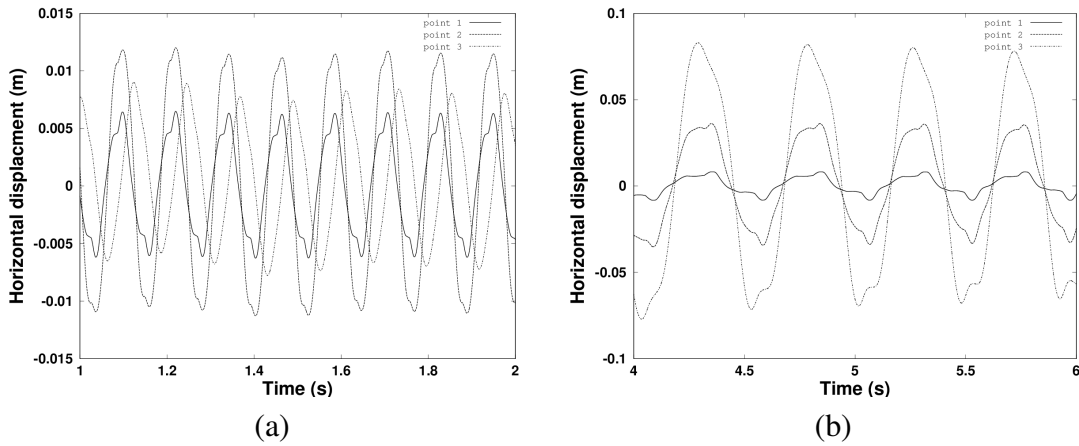 0.015
0.01
0.005
0
-0.005
-0.01
-0.015
Horizontal displacment (m)
point 1
point 2
point 3
1
1.2
1.4
1.6
1.8
2
Time (s)
(a)
0.1
0.05
0
-0.05
-0.1
Horizontal displacment (m)
point 1
point 2
point 3
4
4.5
5
5.5
6
Time (s)
(b)